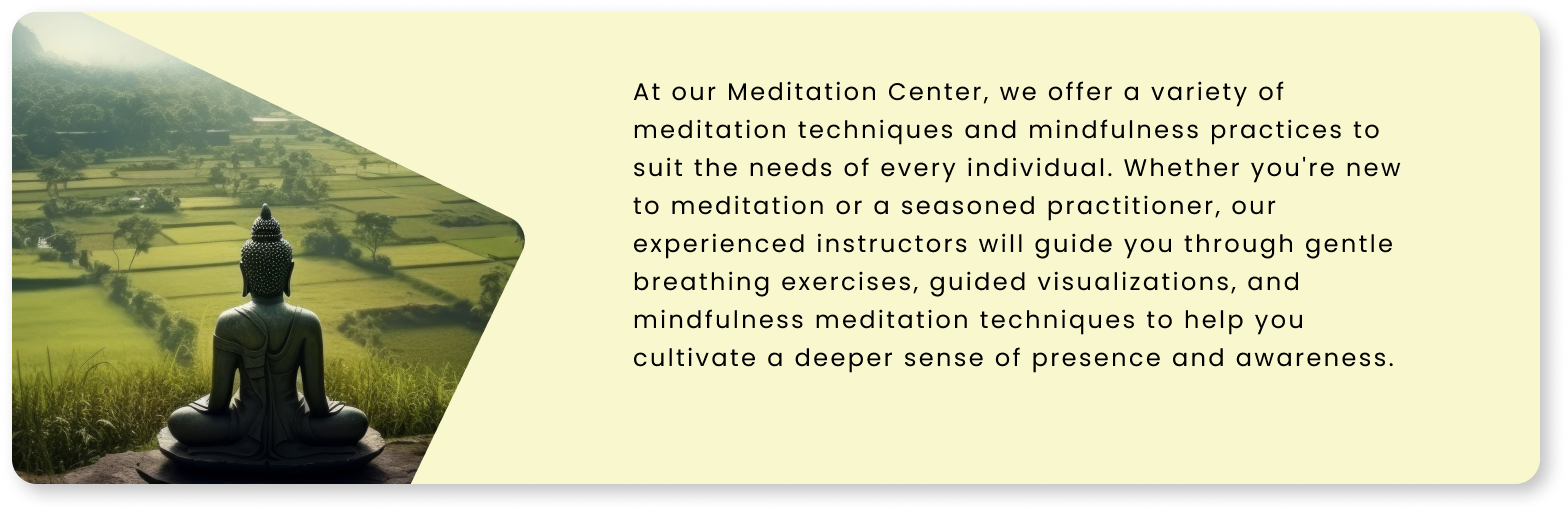 At our Meditation Center, we offer a variety of
meditation techniques and mindfulness practices to
suit the needs of every individual. Whether you're new
to meditation or a seasoned practitioner, our
experienced instructors will guide you through gentle
breathing exercises, guided visualizations, and
mindfulness meditation techniques to help you
cultivate a deeper sense of presence and awareness.